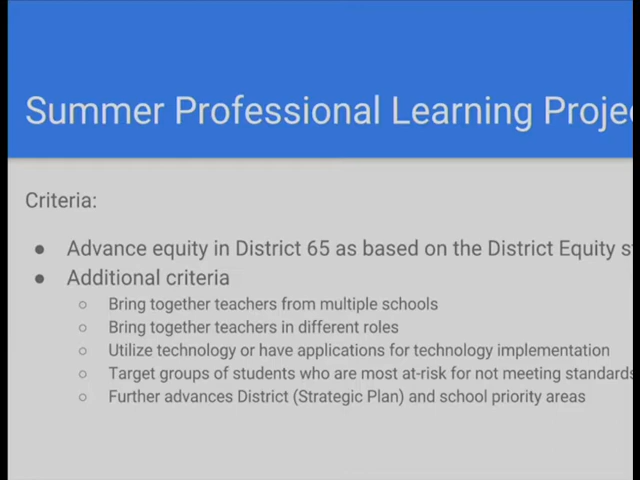 Summer Professional Learning
Criteria:
● Advance equity in District 65 as based on the District Equity
● Additional criteria
○ Bring together teachers from multiple schools
○ Bring together teachers in different roles
○ Utilize technology or have applications for technology implementation
○ Target groups of students who are most at-risk for not meeting standards
○ Further advances District (Strategic Plan) and school priority areas